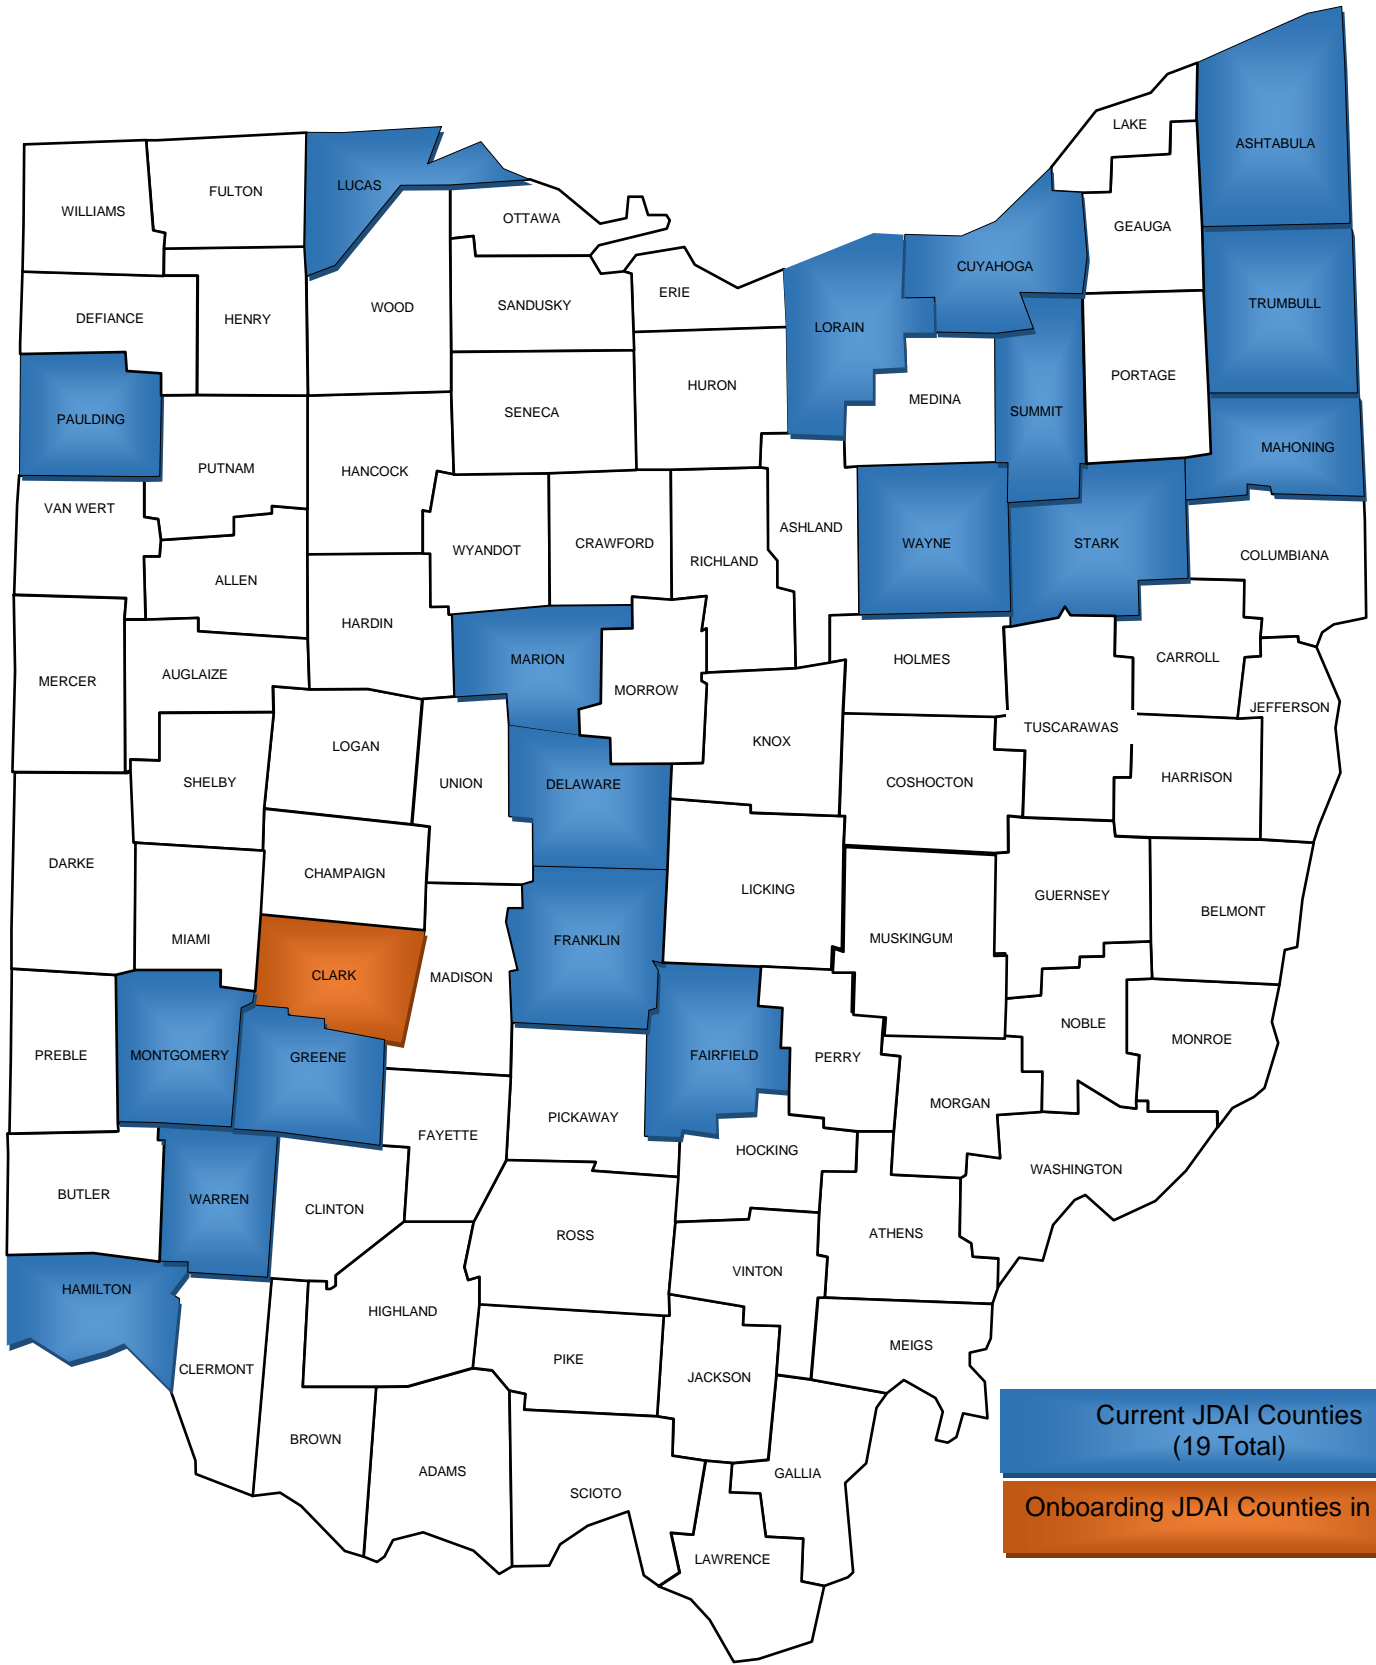 LAKE
ASHTABULA
LUCAS
FULTON
WILLIAMS
OTTAWA
GEAUGA
CUYAHOGA
ERIE
TRUMBULL
SANDUSKY
WOOD
DEFIANCE
HENRY
LORAIN
PORTAGE
HURON
MEDINA
SUMMIT
SENECA
PAULDING
MAHONING
PUTNAM
HANCOCK
VAN WERT
ASHLAND
CRAWFORD
WAYNE
STARK
WYANDOT
COLUMBIANA
RICHLAND
ALLEN
HARDIN
MARION
HOLMES
CARROLL
AUGLAIZE
MERCER
MORROW
JEFFERSON
TUSCARAWAS
KNOX
LOGAN
HARRISON
SHELBY
UNION
DELAWARE
COSHOCTON
DARKE
CHAMPAIGN
LICKING
GUERNSEY
BELMONT
MIAMI
FRANKLIN
MUSKINGUM
CLARK
MADISON
NOBLE
MONROE
PREBLE
MONTGOMERY
GREENE
FAIRFIELD
PERRY
MORGAN
PICKAWAY
FAYETTE
HOCKING
WASHINGTON
BUTLER
WARREN
CLINTON
ROSS
ATHENS
VINTON
HAMILTON
HIGHLAND
MEIGS
PIKE
CLERMONT
JACKSON
Current JDAI Counties
(19 Total)
BROWN
ADAMS
GALLIA
SCIOTO
Onboarding JDAI Counties in
LAWRENCE